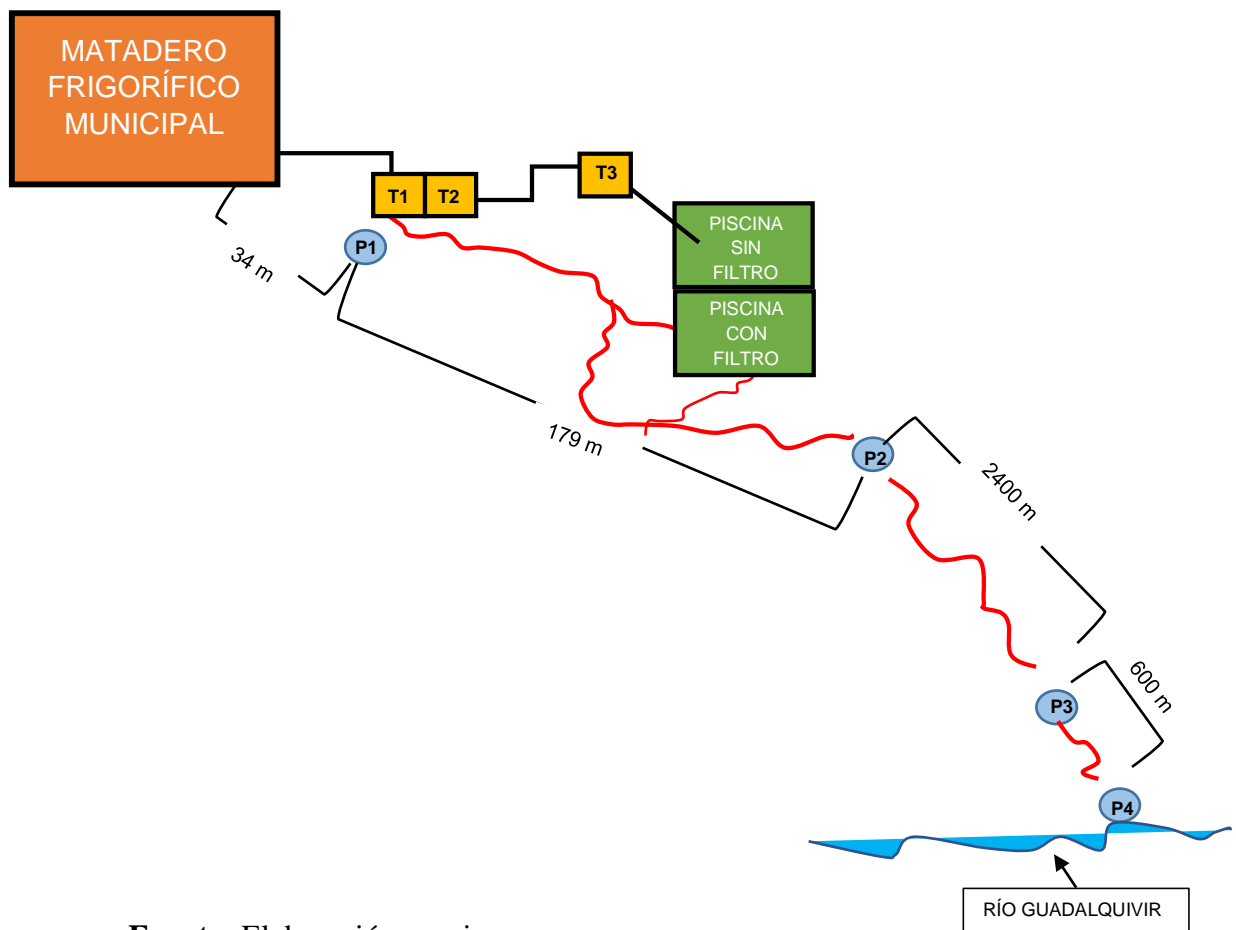 MATADERO
FRIGORÍFICO
MUNICIPAL
T1
T2
T3
PISCINA
SIN
FILTRO
P1
34 m
PISCINA
CON
FILTRO
179 m
P2
2400 m
P3
600 m
P4
RÍO GUADALQUIVIR